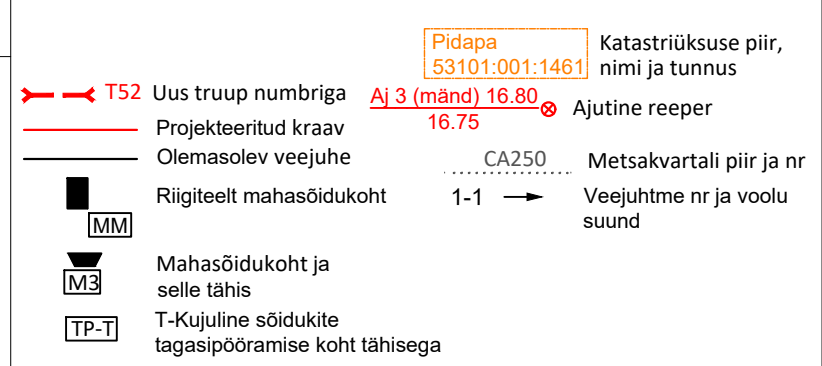 Pidapa
53101:001:1461
Katastriüksuse piir,
nimi ja tunnus
T52 Uus truup numbriga
Aj 3 (mänd) 16.80
16.75
Ajutine reeper
Projekteeritud kraav
Olemasolev veejuhe
CA250 Metsakvartali piir ja nr
Riigiteelt mahasõidukoht
MM
1-1 Veejuhtme nr ja voolu
suund
M3
Mahasõidukoht ja
selle tähis
TP-T
T-Kujuline sõidukite
tagasipööramise koht tähisega